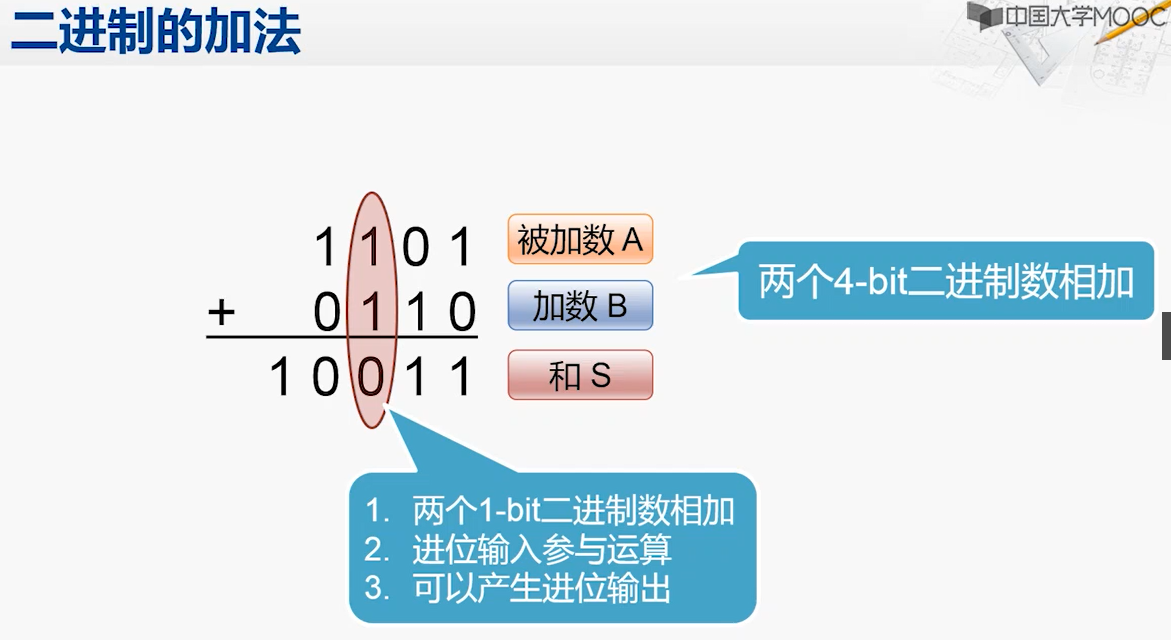 二进制的加法
中国大学MOOC
1 1 0 1 被加数 A
+ 0 1 1 0 加数 B
1 0 0 1 1 和 S
两个4-bit二进制数相加
1. 两个1-bit二进制数相加
2. 进位输入参与运算
3. 可以产生进位输出